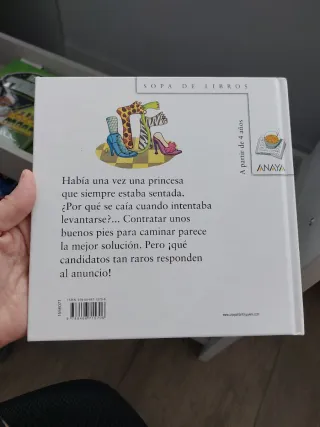 SOPA DE LIBROS
A partir de 4 años
ANAYA
Había una vez una princesa
que siempre estaba sentada.
¿Por qué se caía cuando intentaba
levantarse?... Contratar unos
buenos pies para caminar parece
la mejor solución. Pero ¡qué
candidatos tan raros responden
al anuncio!